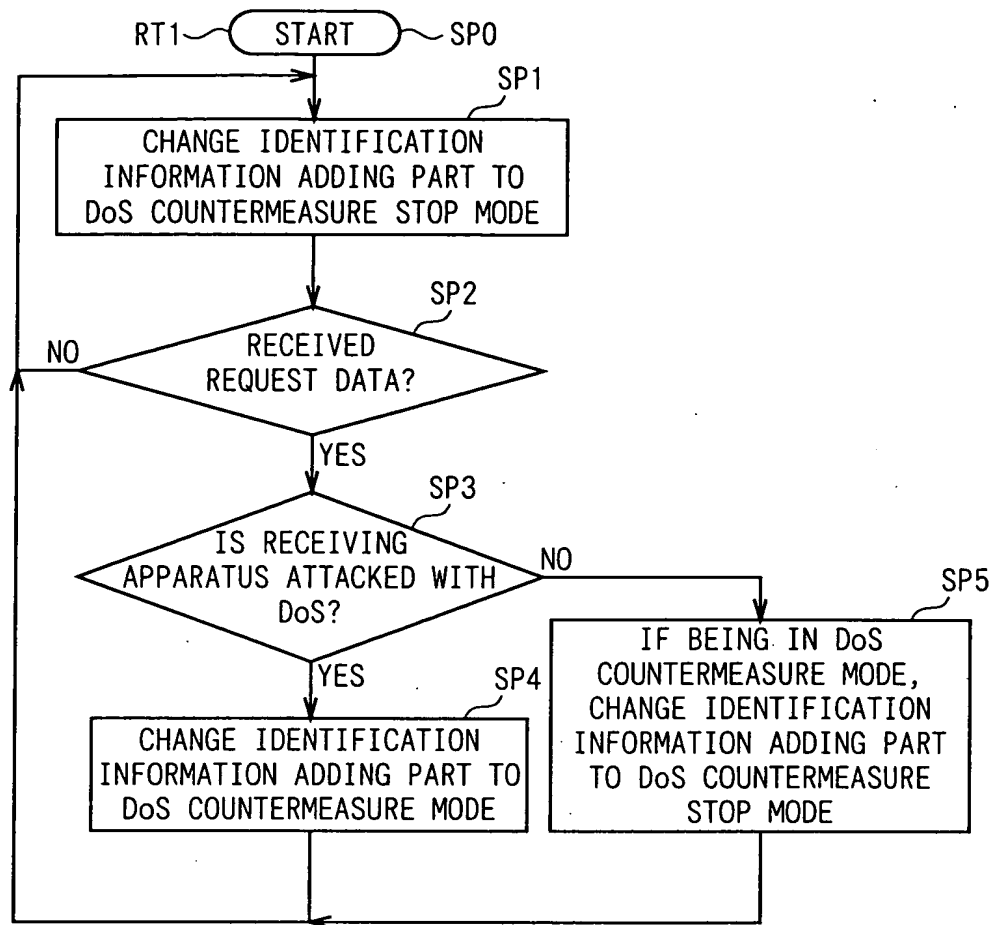 RT1
START
SP0
SP1
CHANGE IDENTIFICATION
INFORMATION ADDING PART TO
DoS COUNTERMEASURE STOP MODE
SP2
NO
RECEIVED
REQUEST DATA?
YES
SP3
IS RECEIVING
APPARATUS ATTACKED WITH
DoS?
NO
YES
SP4
CHANGE IDENTIFICATION
INFORMATION ADDING PART TO
DoS COUNTERMEASURE MODE
SP5
IF BEING IN DoS
COUNTERMEASURE MODE,
CHANGE IDENTIFICATION
INFORMATION ADDING PART
TO DoS COUNTERMEASURE
STOP MODE